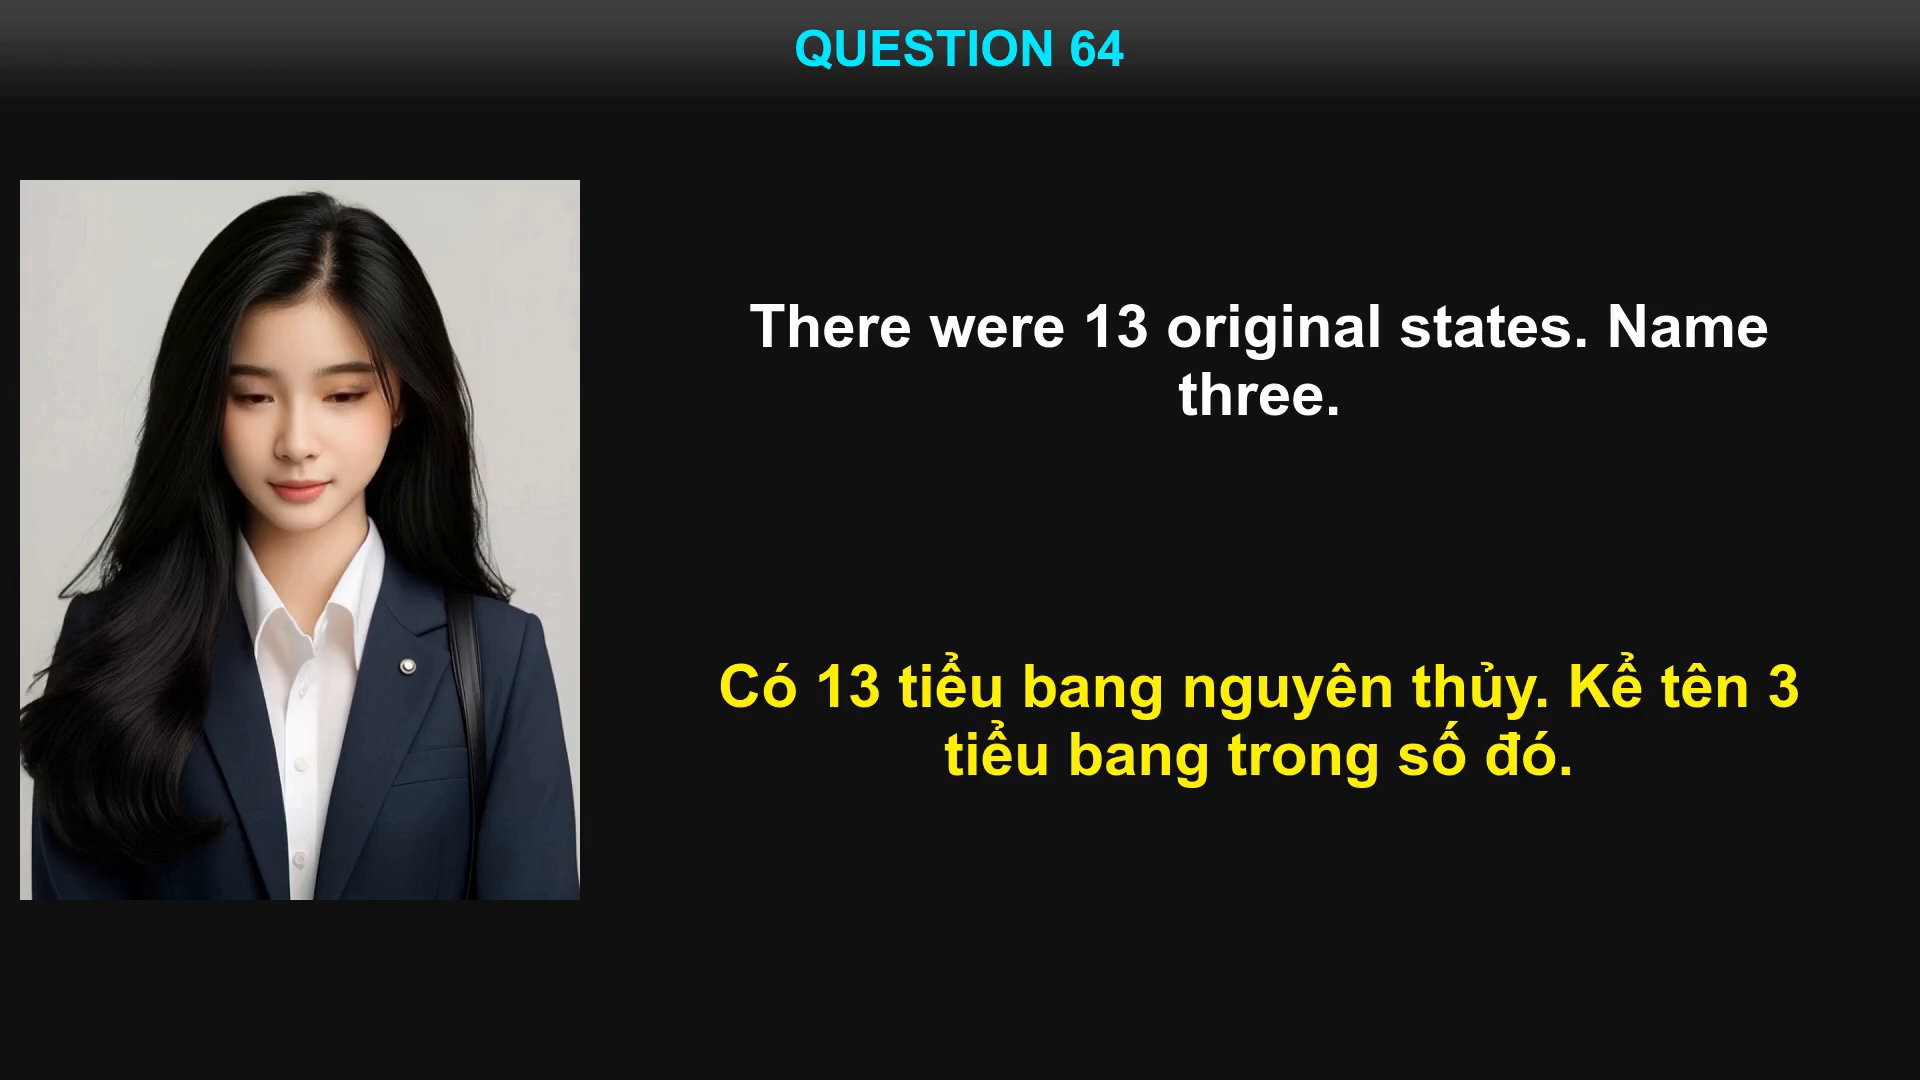 QUESTION 64
There were 13 original states. Name
three.
Có 13 tiểu bang nguyên thủy. Kể tên 3
tiểu bang trong số đó.